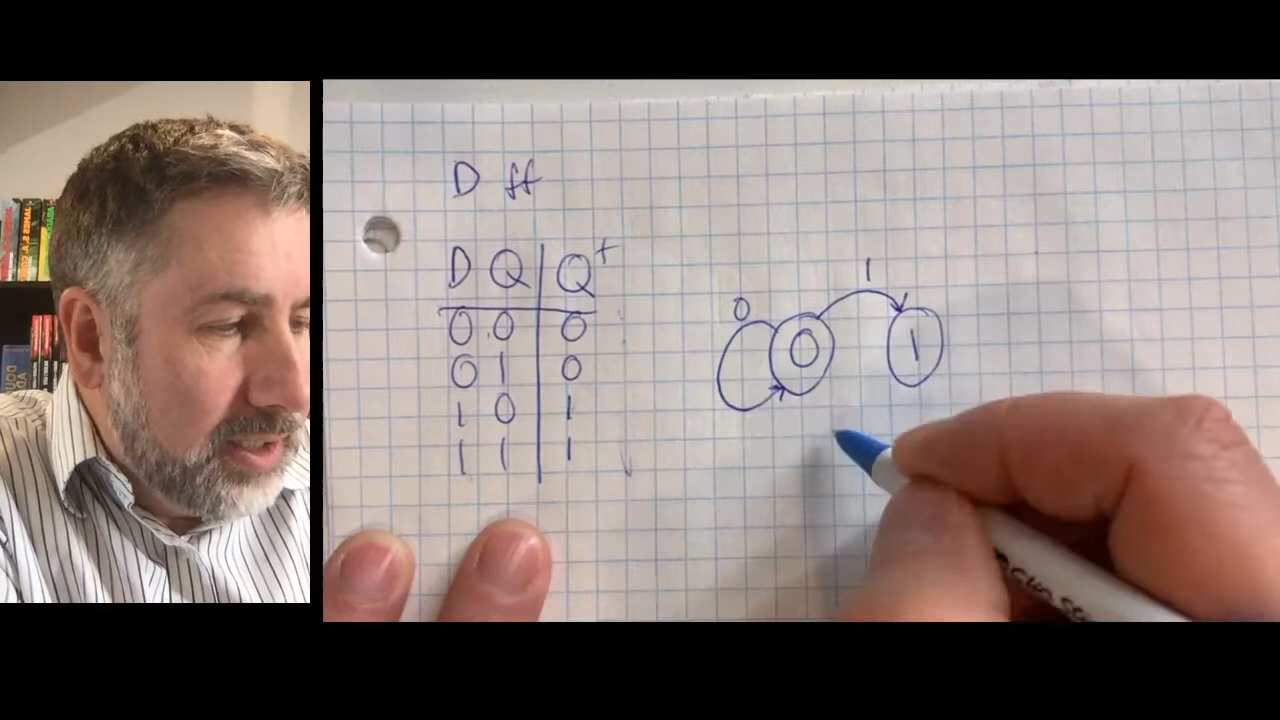 D ff
D Q Q+
0 0 0
0 1 0
1 0 1
1 1 1
0
1
0
1